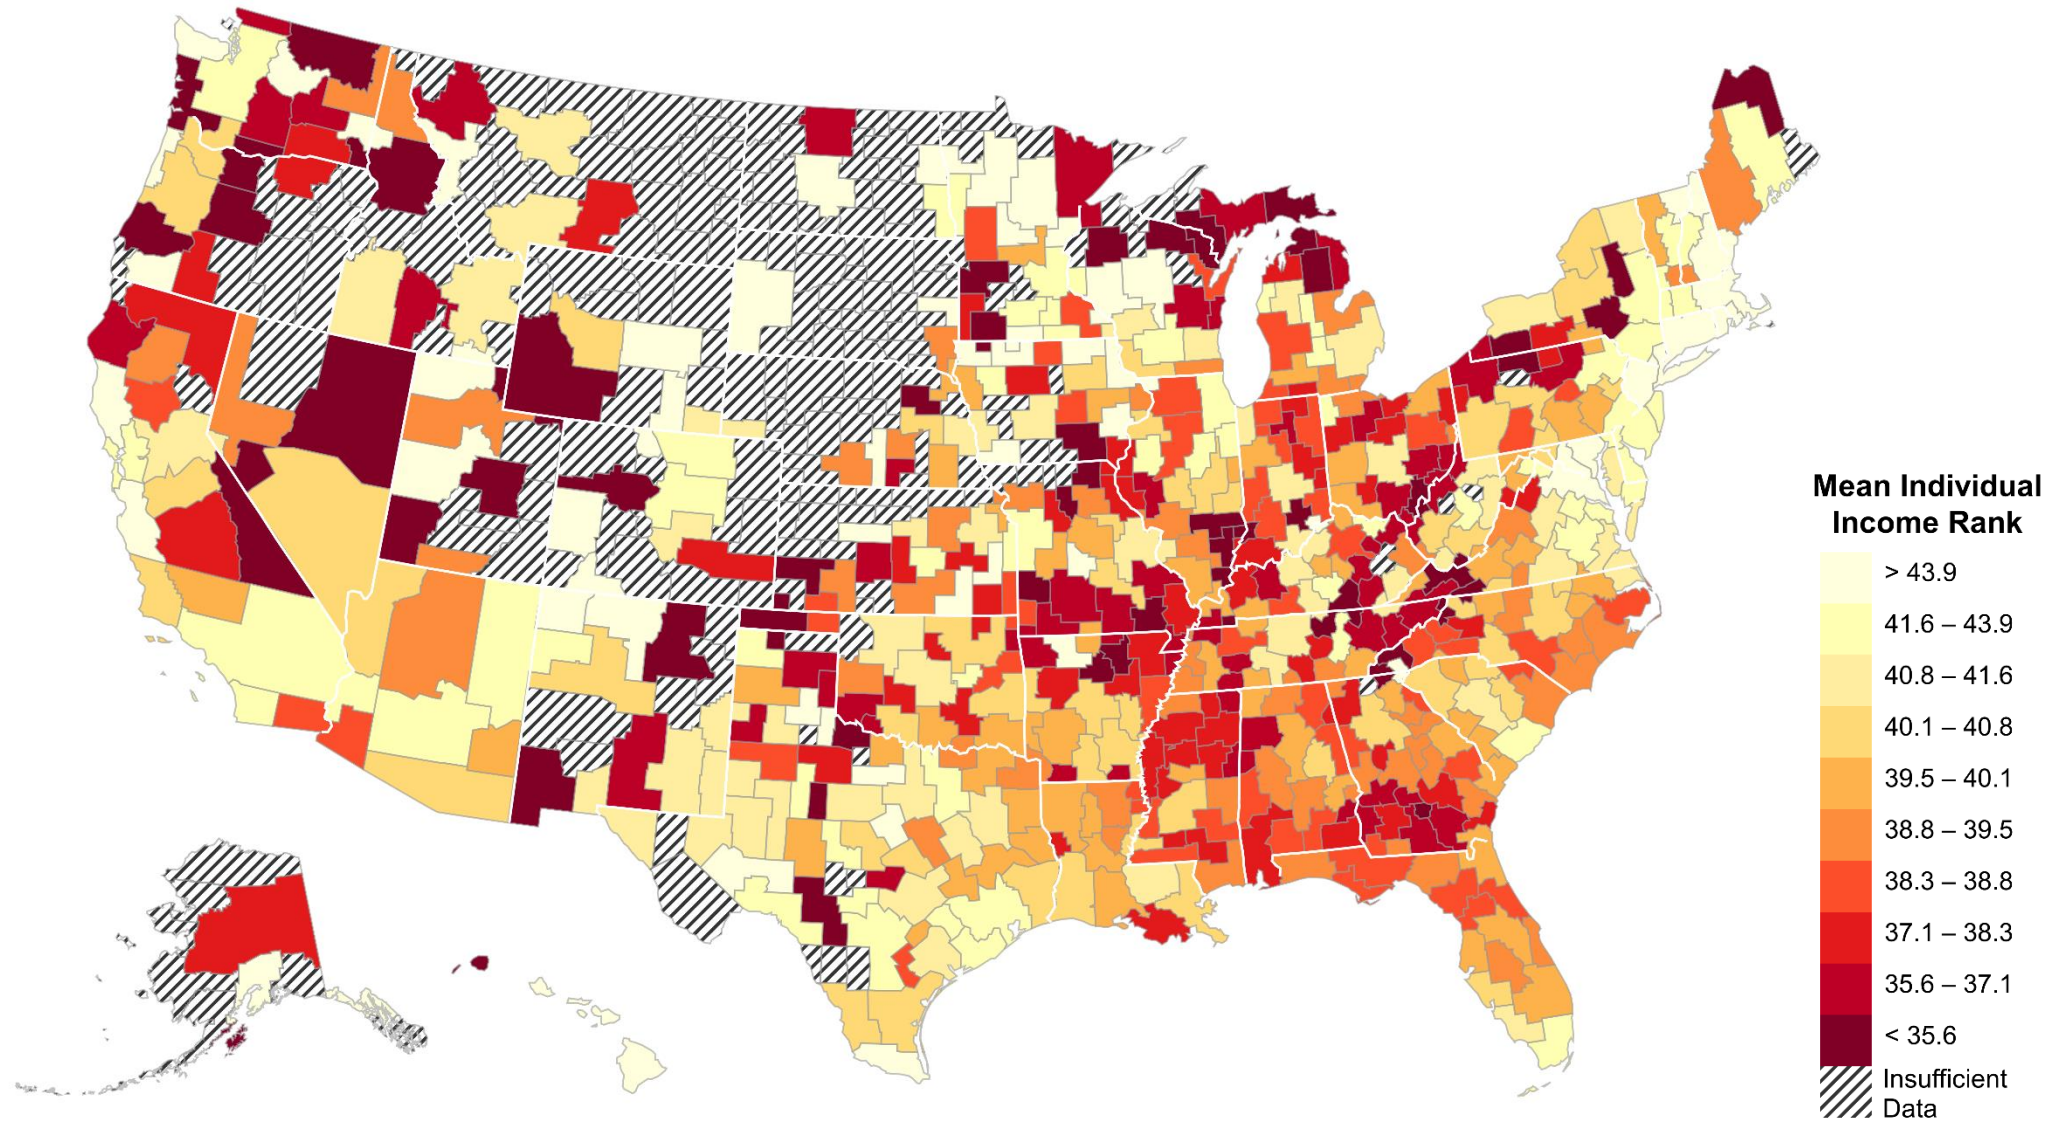 Mean Individual
Income Rank
> 43.9
41.6 – 43.9
40.8 – 41.6
40.1 – 40.8
39.5 – 40.1
38.8 – 39.5
38.3 – 38.8
37.1 – 38.3
35.6 – 37.1
< 35.6
Insufficient
Data